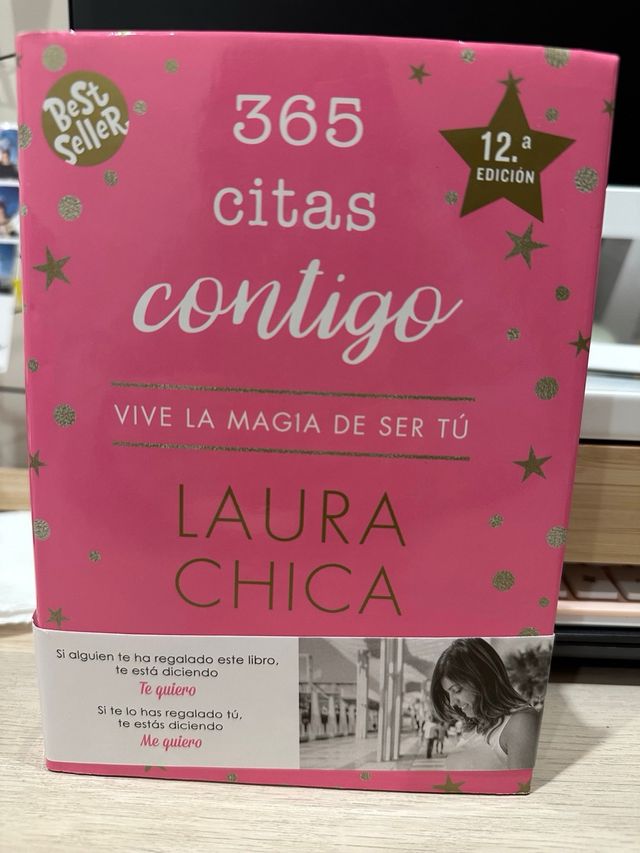 Best
Seller
12.ª
EDICIÓN
365
citas
contigo
VIVE LA MAGIA DE SER TÚ
LAURA
CHICA
Si alguien te ha regalado este libro,
te está diciendo
Te quiero
Si te lo has regalado tú,
te estás diciendo
Me quiero